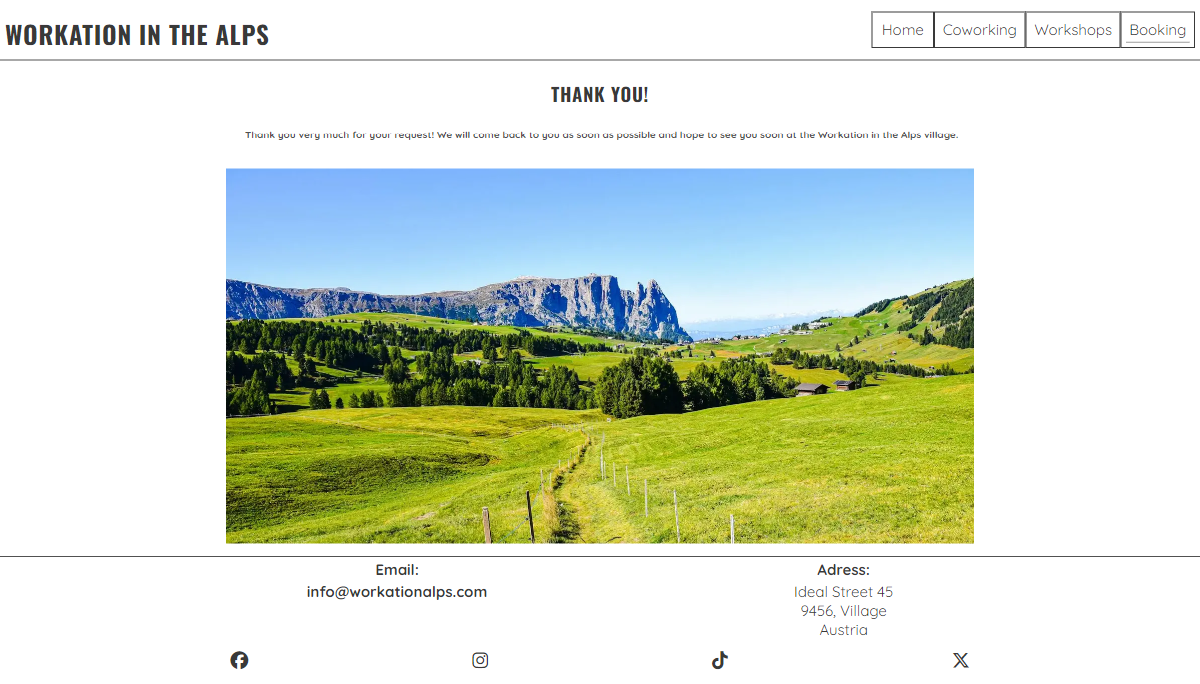 WORKATION IN THE ALPS
Home Coworking Workshops Booking
THANK YOU!
Thank you very much for your request! We will come back to you as soon as possible and hope to see you soon at the Workation in the Alps village.
Email:
info@workationalps.com
Adress:
Ideal Street 45
9456, Village
Austria